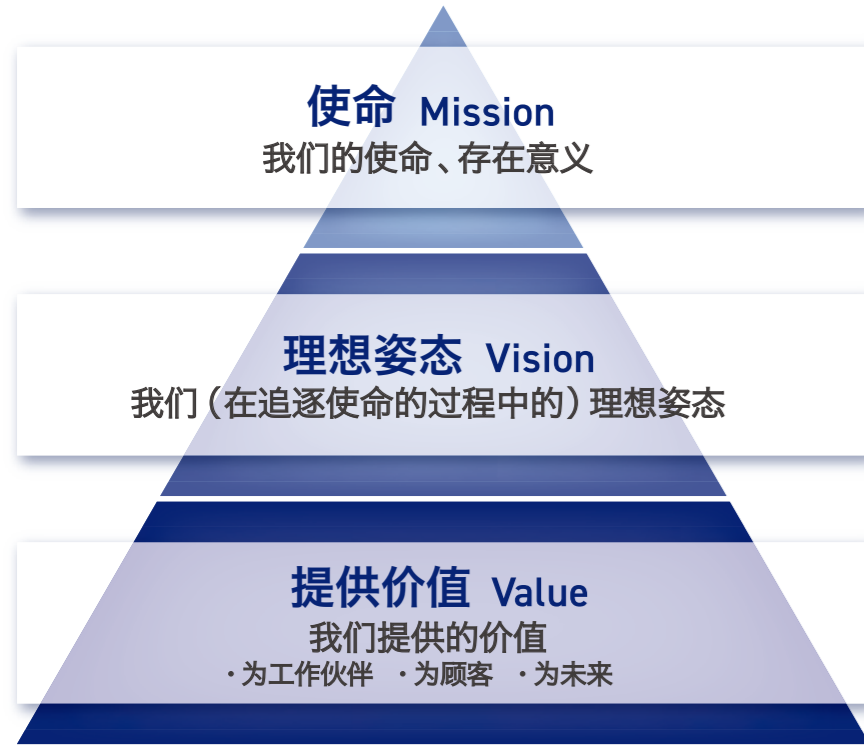 使命 Mission
我们的使命、存在意义
理想姿态 Vision
我们（在追逐使命的过程中的）理想姿态
提供价值 Value
我们提供的价值
・为工作伙伴 ・为顾客 ・为未来